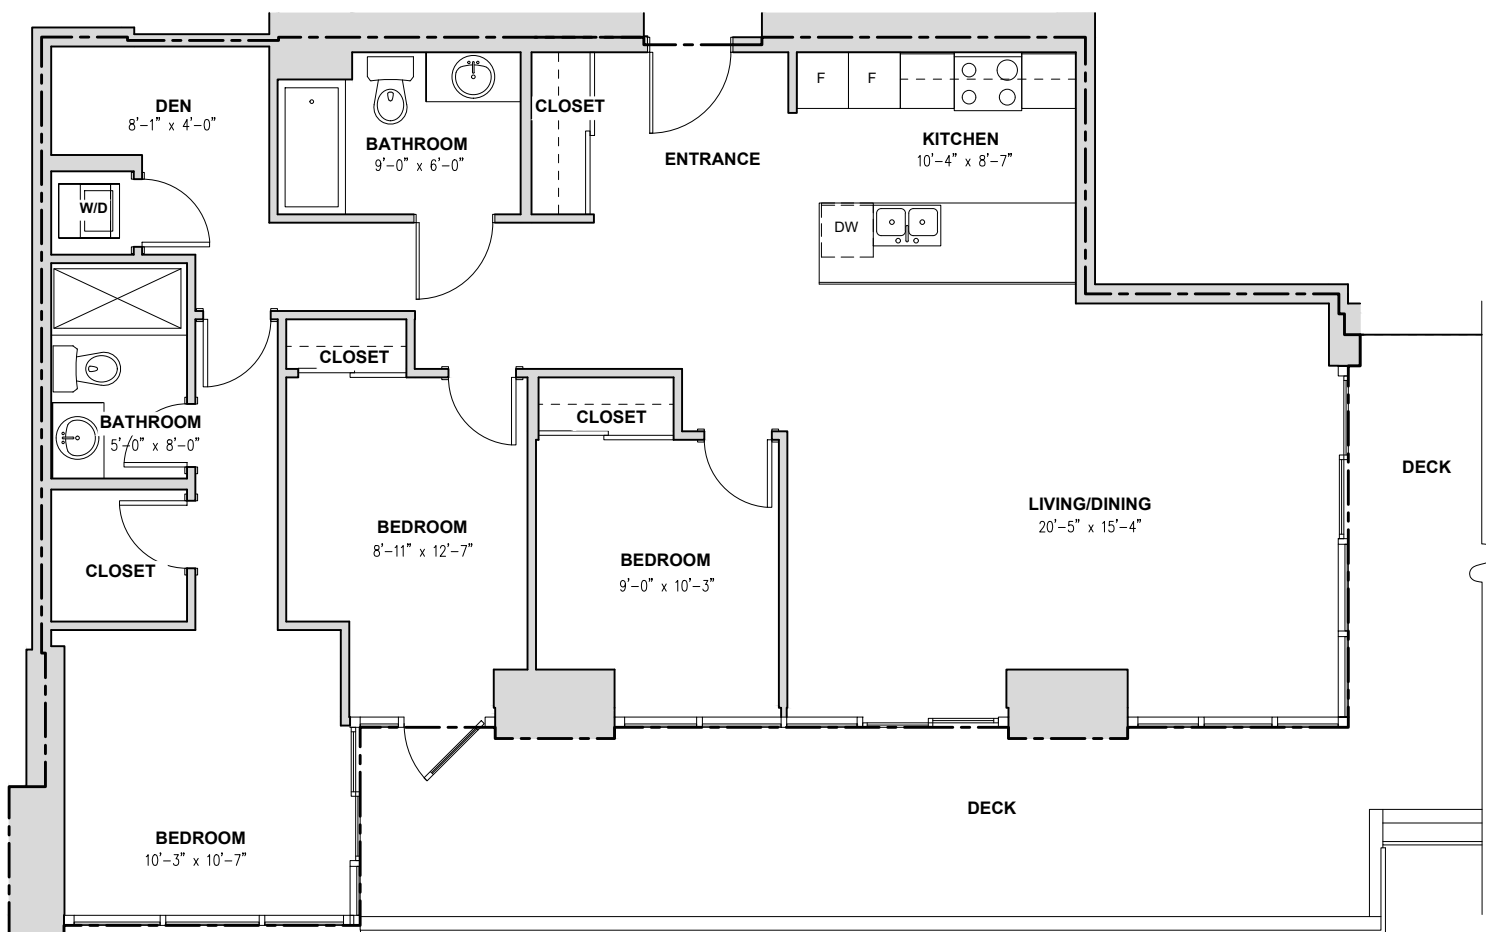 DEN
8'-1" x 4'-0"
BATHROOM
9'-0" x 6'-0"
CLOSET
ENTRANCE
F
F
KITCHEN
10'-4" x 8'-7"
W/D
DW
CLOSET
BATHROOM
5'-0" x 8'-0"
CLOSET
DECK
LIVING/DINING
20'-5" x 15'-4"
BEDROOM
8'-11" x 12'-7"
BEDROOM
9'-0" x 10'-3"
CLOSET
DECK
BEDROOM
10'-3" x 10'-7"